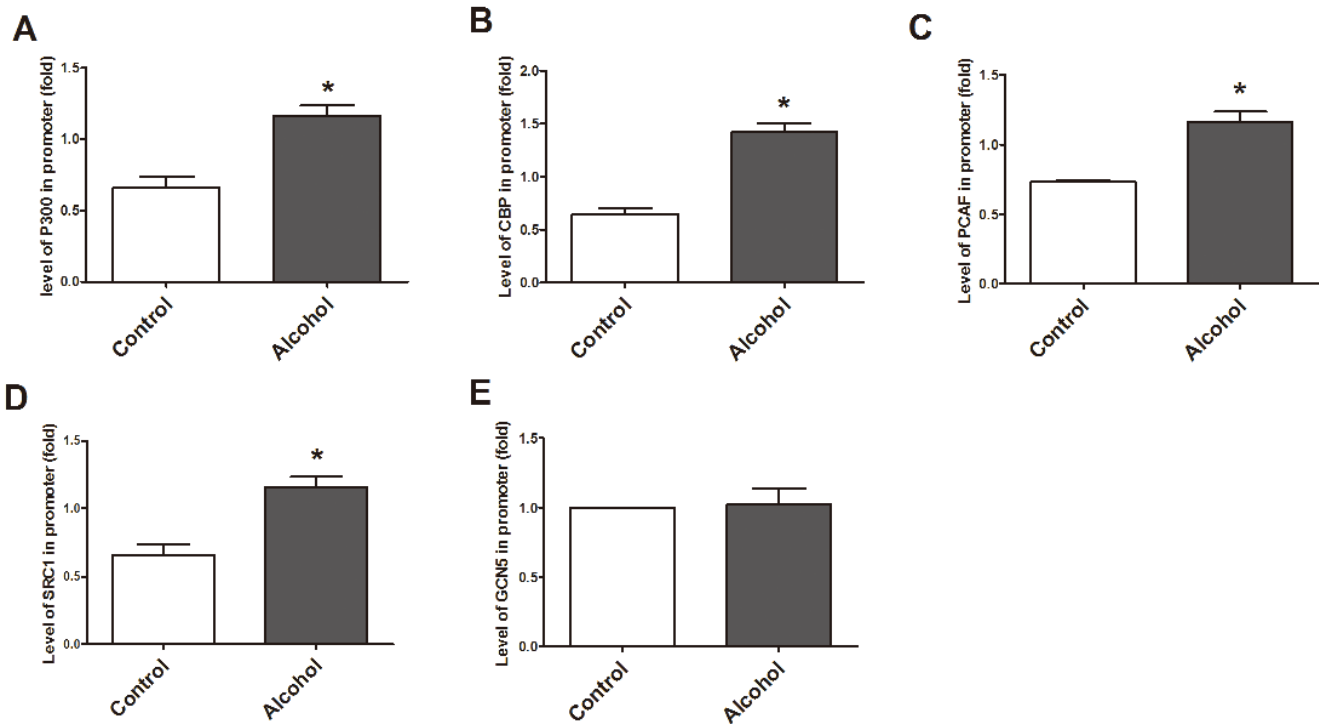 A
level of P300 in promoter (fold)
1.5
1.0
0.5
0.0
*
Control
Alcohol
B
Level of CBP in promoter (fold)
2.0
1.5
1.0
0.5
0.0
*
Control
Alcohol
C
Level of PCAF in promoter (fold)
1.5
1.0
0.5
0.0
*
Control
Alcohol
D
Level of SRC1 in promoter (fold)
1.5
1.0
0.5
0.0
*
Control
Alcohol
E
Level of GCN5 in promoter (fold)
1.5
1.0
0.5
0.0
Control
Alcohol